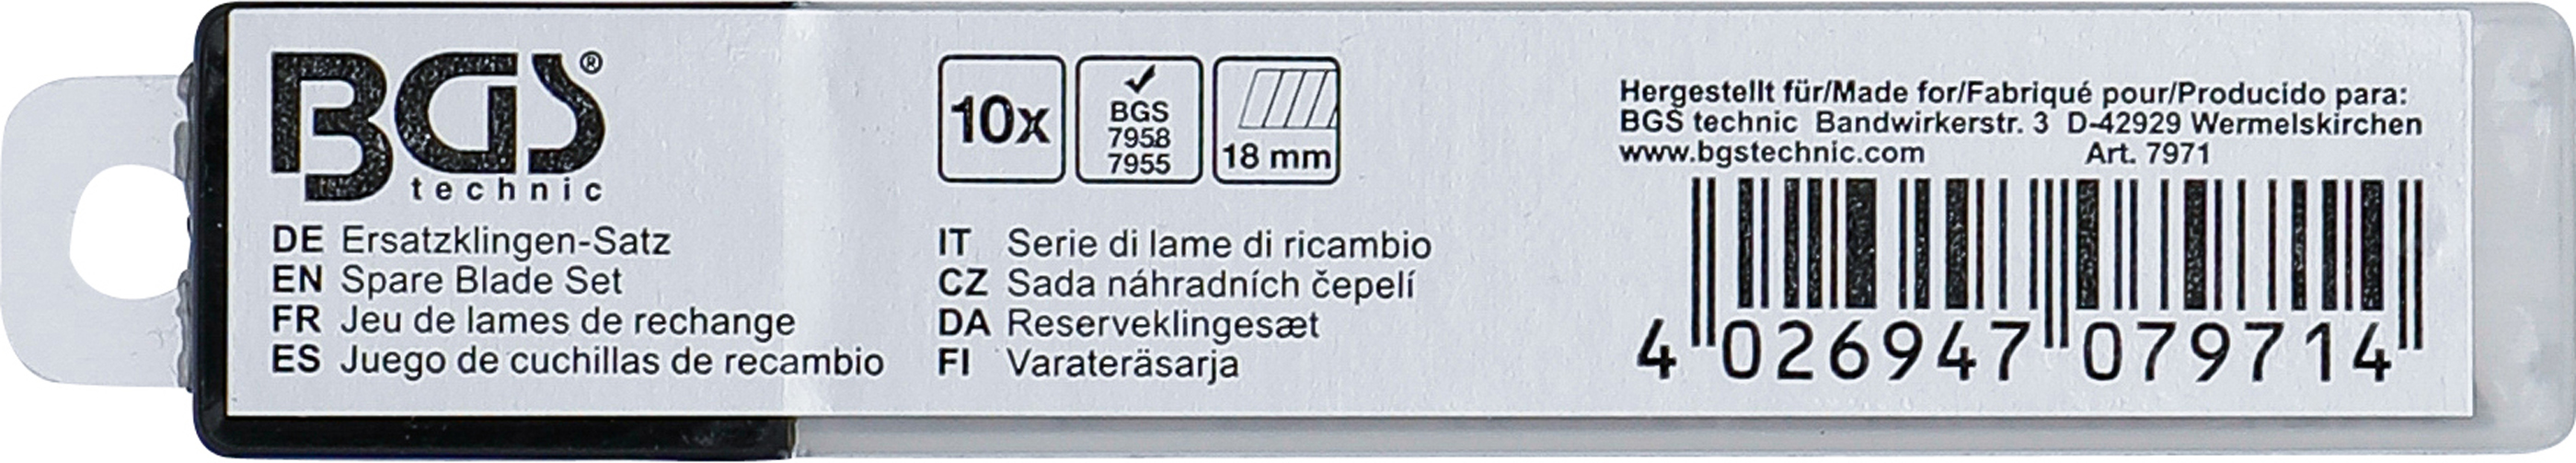 BGS®
technic
DE Ersatzklingen-Satz
EN Spare Blade Set
FR Jeu de lames de rechange
ES Juego de cuchillas de recambio
10x
BGS
7958
7955
18 mm
IT Serie di lame di ricambio
CZ Sada náhradních čepelí
DA Reserveklingesæt
FI Varateräsarja
Hergestellt für/Made for/Fabriqué pour/Producido para:
BGS technic Bandwirkerstr. 3 D-42929 Wermelskirchen
www.bgstechnic.com Art. 7971
4 026947 079714